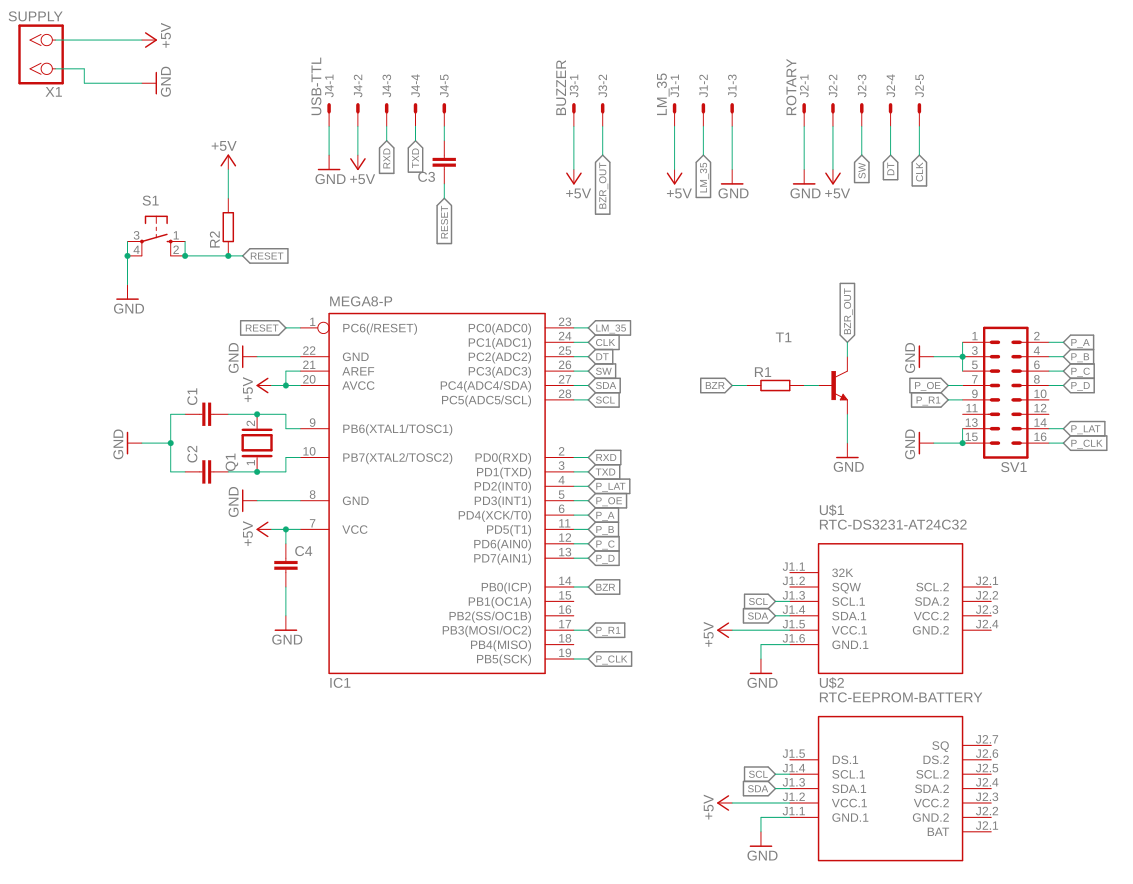 SUPPLY
+5V
GND
X1
USB-TTL
J4-1
J4-2
J4-3
J4-4
J4-5
GND
+5V
RXD
TXD
C3
RESET
BUZZER
J3-1
J3-2
+5V
BZR_OUT
LM_35
J1-1
J1-2
J1-3
+5V
LM_35
GND
ROTARY
J2-1
J2-2
J2-3
J2-4
J2-5
GND
+5V
SW
DT
CLK
+5V
S1
R2
3
4
1
2
RESET
GND
MEGA8-P
RESET
1
PC6(/RESET)
GND
22
GND
21
AREF
+5V
20
AVCC
C1
C2
GND
2
1
Q1
9
PB6(XTAL1/TOSC1)
10
PB7(XTAL2/TOSC2)
GND
8
GND
+5V
7
VCC
C4
GND
PC0(ADC0) 23 LM_35
PC1(ADC1) 24 CLK
PC2(ADC2) 25 DT
PC3(ADC3) 26 SW
PC4(ADC4/SDA) 27 SDA
PC5(ADC5/SCL) 28 SCL
PD0(RXD) 2 RXD
PD1(TXD) 3 TXD
PD2(INT0) 4 P_LAT
PD3(INT1) 5 P_OE
PD4(XCK/T0) 6 P_A
PD5(T1) 11 P_B
PD6(AIN0) 12 P_C
PD7(AIN1) 13 P_D
PB0(ICP) 14 BZR
PB1(OC1A) 15
PB2(SS/OC1B) 16
PB3(MOSI/OC2) 17 P_R1
PB4(MISO) 18
PB5(SCK) 19 P_CLK
IC1
BZR_OUT
T1
BZR
R1
GND
GND
1 2 P_A
3 4 P_B
5 6 P_C
P_OE 7 8 P_D
P_R1 9 10
11 12
13 14 P_LAT
15 16 P_CLK
GND
SV1
U$1
RTC-DS3231-AT24C32
J1.1 32K
J1.2 SQW SCL.2 J2.1
SCL J1.3 SCL.1 SDA.2 J2.2
SDA J1.4 SDA.1 VCC.2 J2.3
+5V J1.5 VCC.1 GND.2 J2.4
J1.6 GND.1
GND
U$2
RTC-EEPROM-BATTERY
SQ J2.7
J1.5 DS.1 DS.2 J2.6
SCL J1.4 SCL.1 SCL.2 J2.5
SDA J1.3 SDA.1 SDA.2 J2.4
+5V J1.2 VCC.1 VCC.2 J2.3
J1.1 GND.1 GND.2 J2.2
BAT J2.1
GND